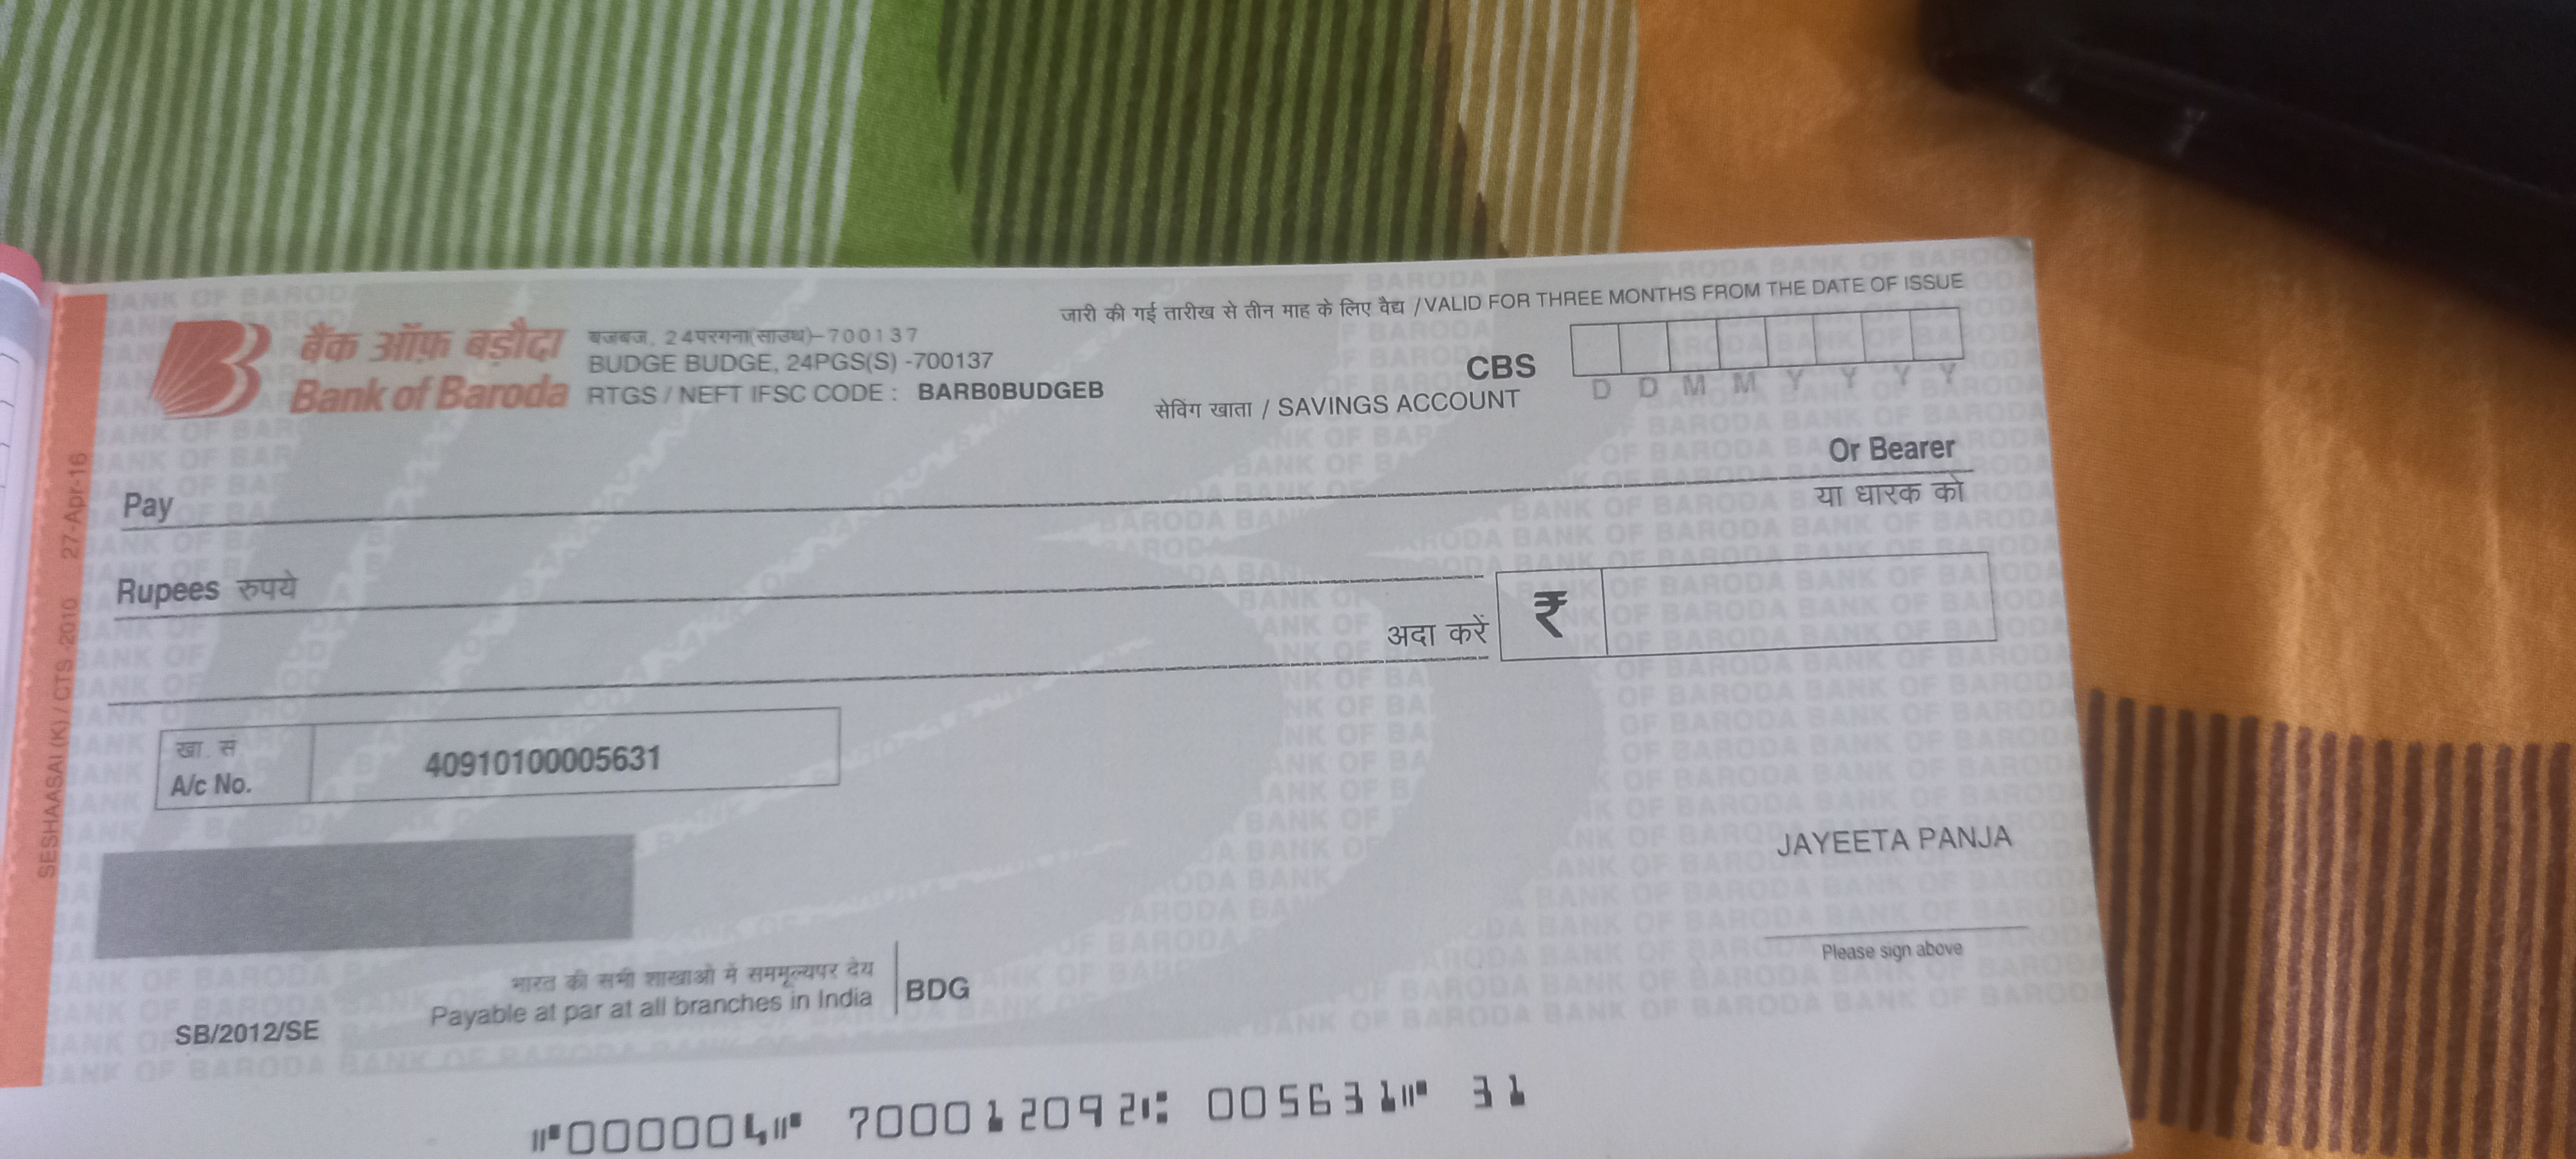 जारी की गई तारीख से तीन माह के लिए वैद्य / VALID FOR THREE MONTHS FROM THE DATE OF ISSUE
बैंक ऑफ़ बड़ौदा
Bank of Baroda
बजबज, 24परगना(साउथ)-700137
BUDGE BUDGE, 24PGS(S) -700137
RTGS / NEFT IFSC CODE : BARB0BUDGEB
CBS
सेविंग खाता / SAVINGS ACCOUNT
D D M M Y Y Y Y
Pay
Or Bearer
या धारक को
Rupees रुपये
अदा करें
₹
खा. सं
A/c No.
40910100005631
JAYEETA PANJA
Please sign above
भारत की सभी शाखाओं में सममूल्यपर देय
SB/2012/SE
Payable at par at all branches in India
BDG
⑈000004⑈ 700012092⑆ 005631⑈ 31
SESHAASAI (K) / CTS -2010 27-Apr-16